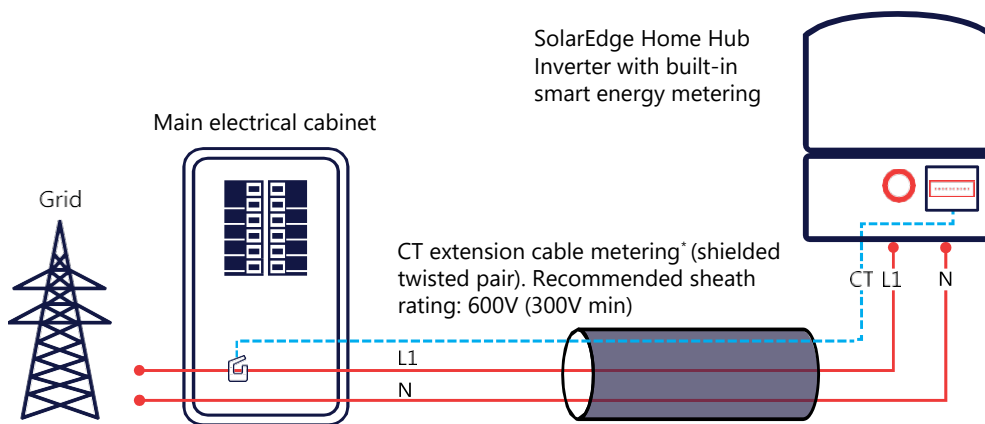 SolarEdge Home Hub
Inverter with built-in
smart energy metering
Main electrical cabinet
Grid
CT extension cable metering* (shielded
twisted pair). Recommended sheath
rating: 600V (300V min)
CT L1 N
L1
N